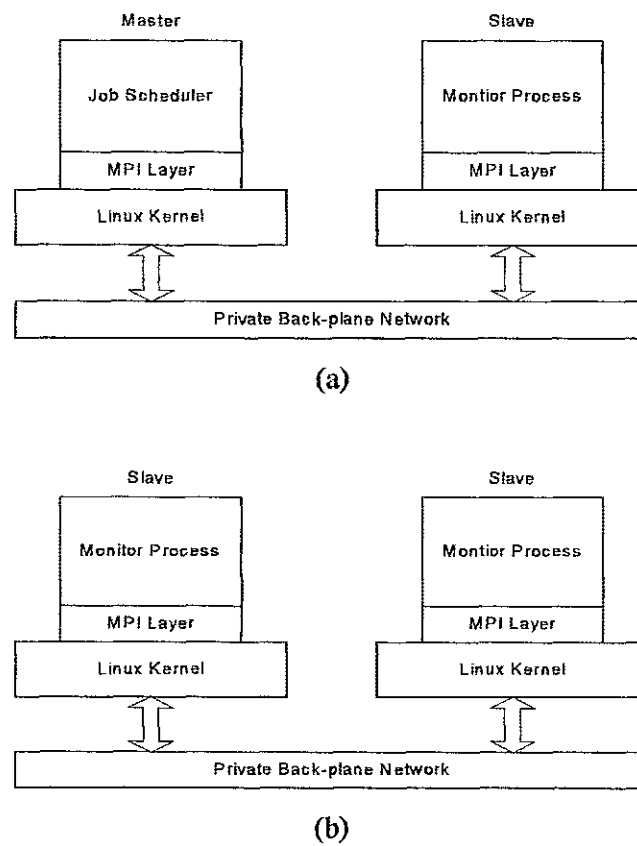 Master Slave
Job Scheduler Montior Process
MPI Layer MPI Layer
Linux Kernel Linux Kernel
Private Back-plane Network
(a)
Slave Slave
Monitor Process Montior Process
MPI Layer MPI Layer
Linux Kernel Linux Kernel
Private Back-plane Network
(b)